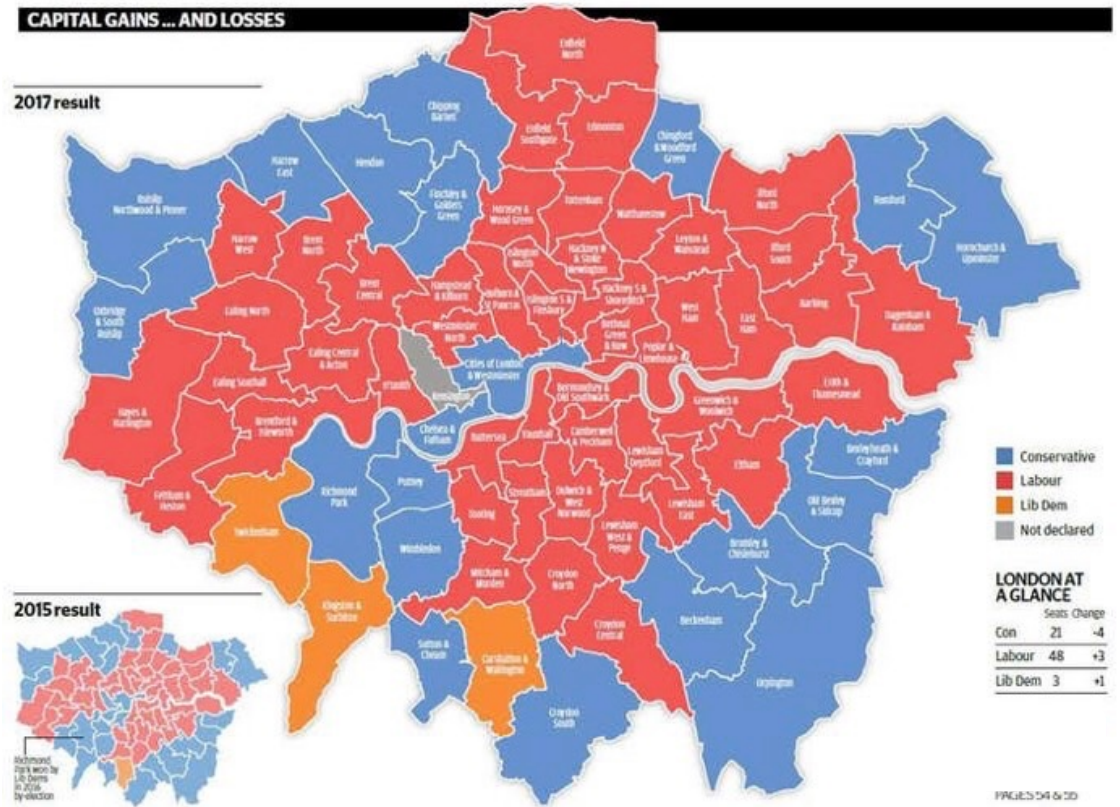 CAPITAL GAINS ... AND LOSSES
2017 result
Enfield
North
Chipping
Barnet
Enfield
Southgate
Edmonton
Chingford
& Woodford
Green
Harrow
East
Hendon
Finchley &
Golders
Green
Ruislip
Northwood & Pinner
Ilford
North
Romford
Hornchurch &
Upminster
Hornsey &
Wood Green
Tottenham
Walthamstow
Harrow
West
Brent
North
Islington
North
Hackney N
& Stoke
Newington
Leyton &
Wanstead
Ilford
South
Brent
Central
Hampstead
& Kilburn
Holborn &
St Pancras
Islington S &
Finsbury
Hackney S &
Shoreditch
West
Ham
East
Ham
Barking
Dagenham &
Rainham
Uxbridge
& South
Ruislip
Ealing North
Westminster
North
Bethnal
Green
& Bow
Poplar &
Limehouse
Ealing Central
& Acton
Cities of London
& Westminster
Ealing Southall
H'smith
Kensington
Bermondsey &
Old Southwark
Greenwich &
Woolwich
Erith &
Thamesmead
Hayes &
Harlington
Brentford &
Isleworth
Chelsea &
Fulham
Battersea
Vauxhall
Camberwell
& Peckham
Lewisham
Deptford
Eltham
Bexleyheath &
Crayford
Feltham &
Heston
Richmond
Park
Putney
Streatham
Dulwich &
West
Norwood
Lewisham
East
Old Bexley
& Sidcup
Twickenham
Tooting
Lewisham
West &
Penge
Wimbledon
Bromley &
Chislehurst
Mitcham &
Morden
Croydon
North
Kingston &
Surbiton
Croydon
Central
Beckenham
Sutton &
Cheam
Carshalton &
Wallington
Orpington
Croydon
South
Conservative
Labour
Lib Dem
Not declared
LONDON AT
A GLANCE
Seats Change
Con 21 -4
Labour 48 +3
Lib Dem 3 +1
2015 result
Richmond
Park won by
Lib Dems
in 2016
by-election
PAGES 54 & 55